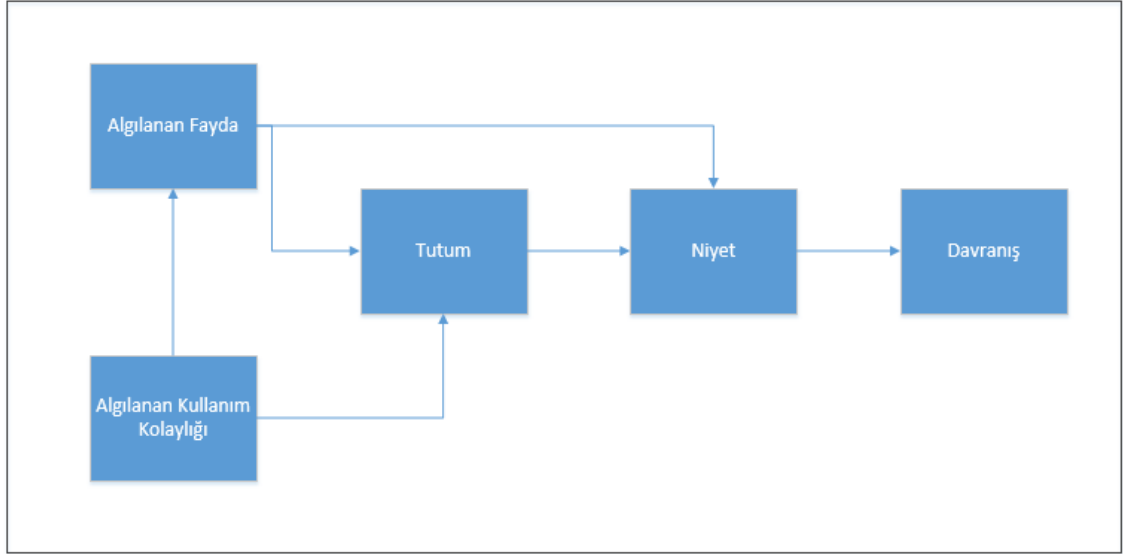 Algılanan Fayda
Tutum
Niyet
Davranış
Algılanan Kullanım
Kolaylığı